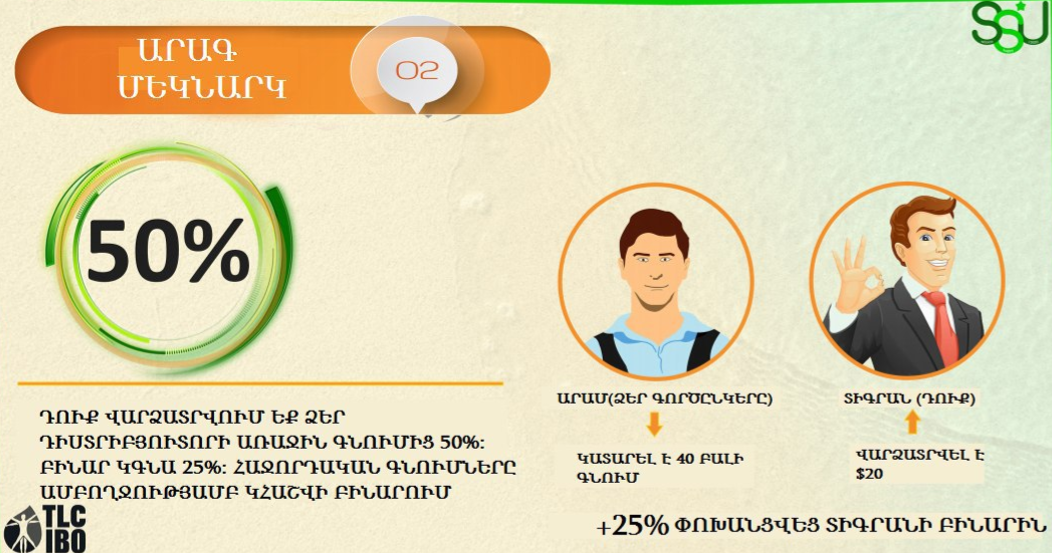 SSU
ԱՐԱԳ
ՄԵԿՆԱՐԿ
02
50%
ԴՈՒՔ ՎԱՐՁԱՏՐՎՈՒՄ ԵՔ ՁԵՐ
ԴԻՍՏՐԻԲՅՈՒՏՈՐԻ ԱՌԱՋԻՆ ԳՆՈՒՄԻՑ 50%:
ԲԻՆԱՐ ԿԳՆԱ 25%: ՀԱՋՈՐԴԱԿԱՆ ԳՆՈՒՄՆԵՐԸ
ԱՄԲՈՂՋՈՒԹՅԱՄԲ ԿՀԱՇՎԻ ԲԻՆԱՐՈՒՄ
ԱՐԱՄ(ՁԵՐ ԳՈՐԾԸՆԿԵՐԸ)
ԿԱՏԱՐԵԼ Է 40 ԲԱԼԻ
ԳՆՈՒՄ
ՏԻԳՐԱՆ (ԴՈՒՔ)
ՎԱՐՁԱՏՐՎԵԼ Է
$20
+25% ՓՈԽԱՆՑՎԵՑ ՏԻԳՐԱՆԻ ԲԻՆԱՐԻՆ
TLC
IBO